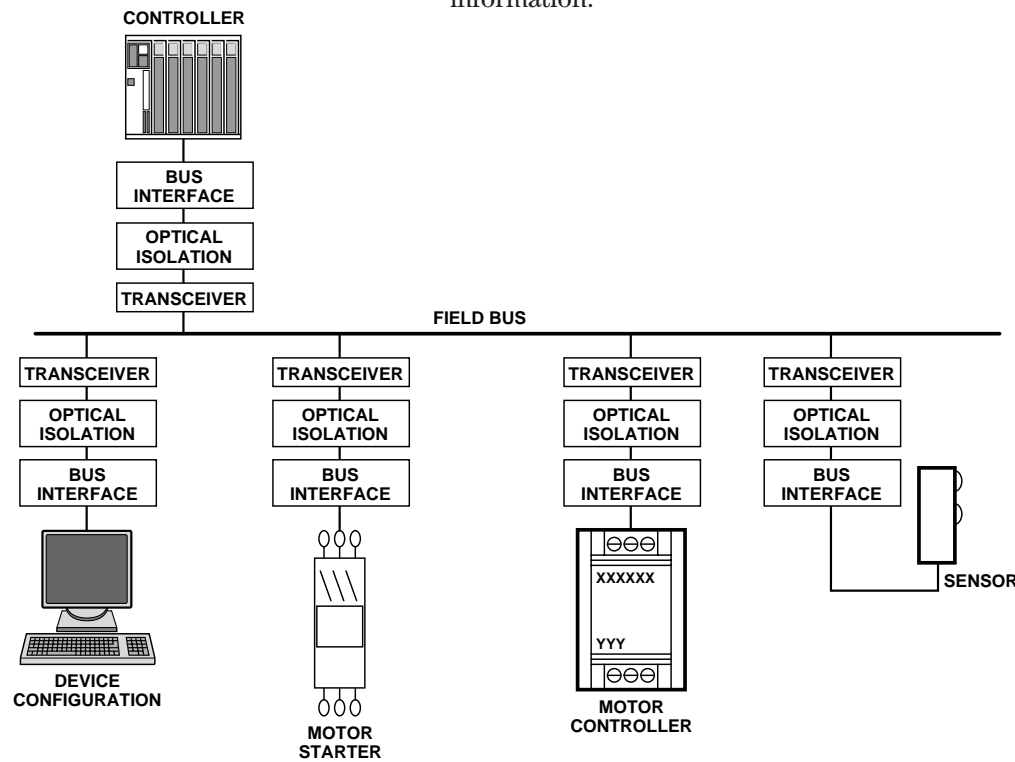 information.
CONTROLLER
BUS
INTERFACE
OPTICAL
ISOLATION
TRANSCEIVER
FIELD BUS
TRANSCEIVER
OPTICAL
ISOLATION
BUS
INTERFACE
DEVICE
CONFIGURATION
TRANSCEIVER
OPTICAL
ISOLATION
BUS
INTERFACE
MOTOR
STARTER
TRANSCEIVER
OPTICAL
ISOLATION
BUS
INTERFACE
XXXXXX
YYY
MOTOR
CONTROLLER
TRANSCEIVER
OPTICAL
ISOLATION
BUS
INTERFACE
SENSOR